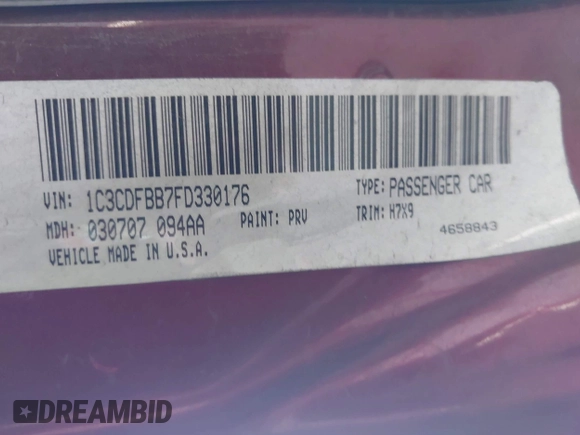 VIN: 1C3CDFBB7FD330176 TYPE: PASSENGER CAR
MDH: 030707 094AA PAINT: PRV TRIM: H7X9
VEHICLE MADE IN U.S.A. 4658843
DREAMBID